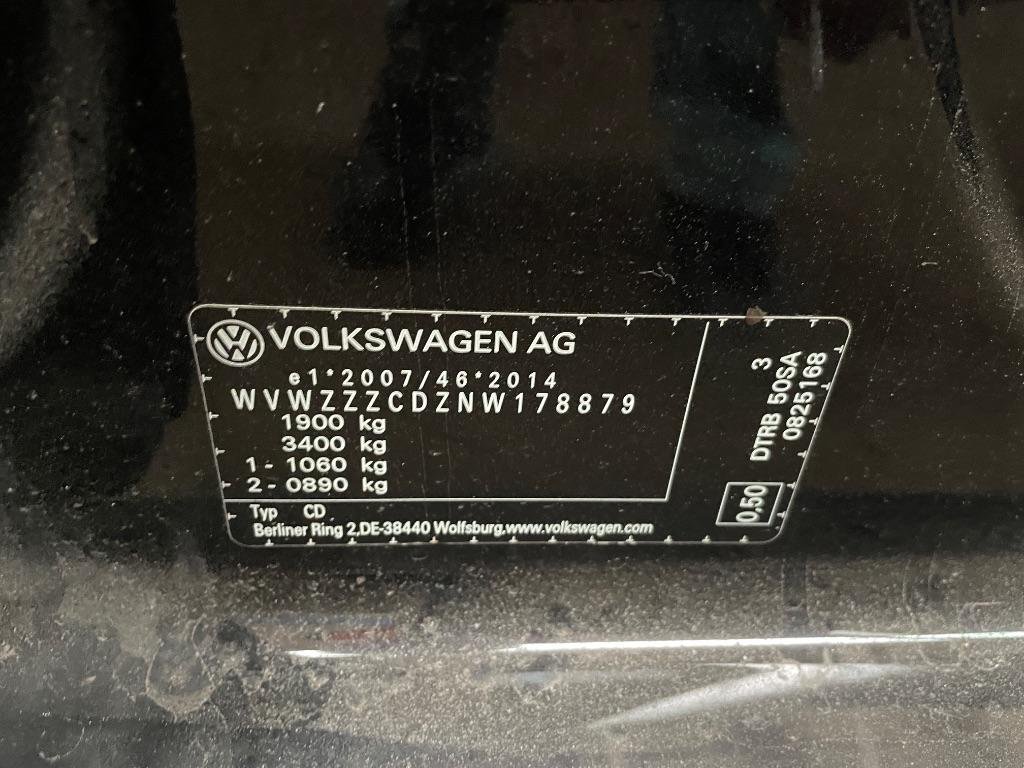 VOLKSWAGEN AG
e1*2007/46*2014
WVWZZZCDZNW178879
1900 kg
3400 kg
1- 1060 kg
2- 0890 kg
Typ CD
Berliner Ring 2,DE-38440 Wolfsburg,www.volkswagen.com
3
DTRB 50SA
0825168
0,50